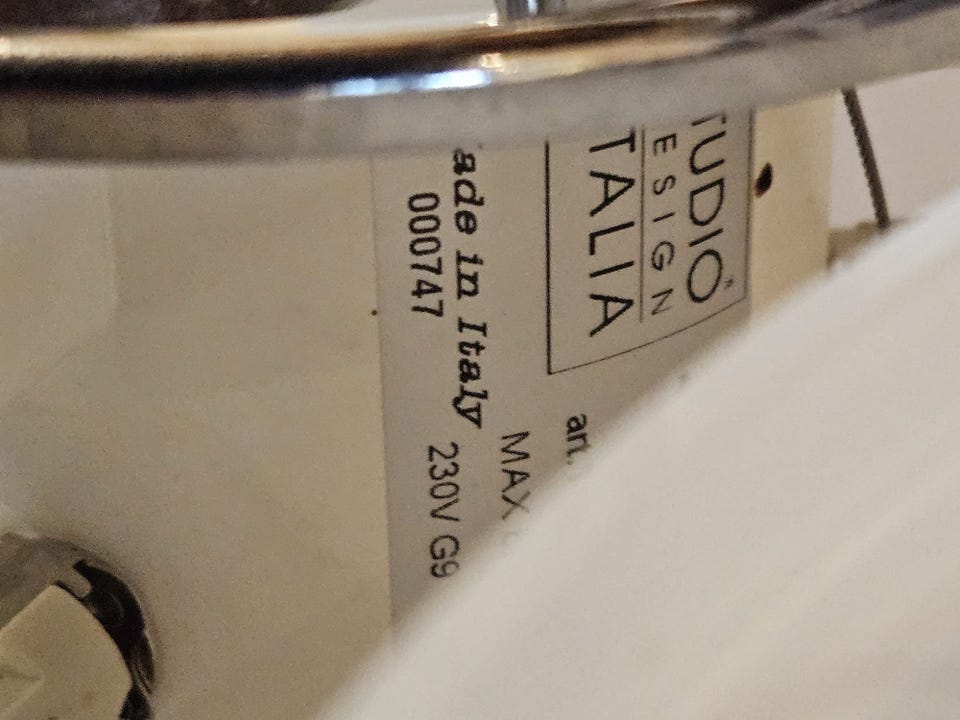 TUDIO
ESIGN
TALIA
art.
MAX
ade in Italy
230V G9
000747